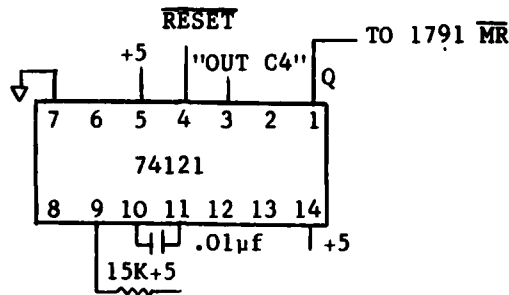 RESET
TO 1791 MR
+5
"OUT C4"
Q
7 6 5 4 3 2 1
74121
8 9 10 11 12 13 14
.01µf
+5
15K+5